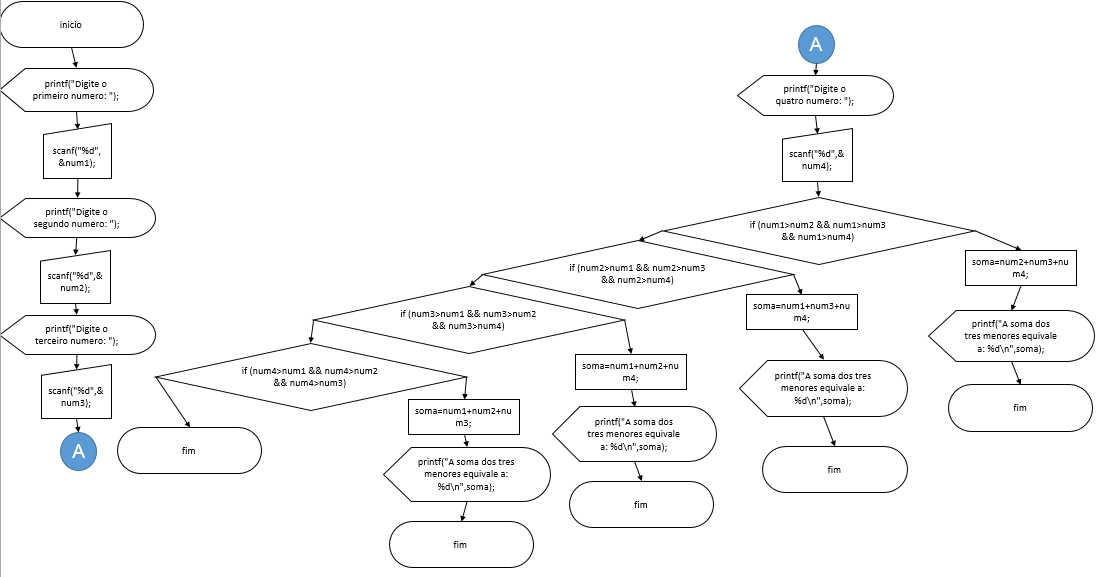 inicio
printf("Digite o
primeiro numero: ");
scanf("%d",
&num1);
printf("Digite o
segundo numero: ");
scanf("%d",&
num2);
printf("Digite o
terceiro numero: ");
scanf("%d",&
num3);
A
A
printf("Digite o
quatro numero: ");
scanf("%d",&
num4);
if (num1>num2 && num1>num3
&& num1>num4)
soma=num2+num3+nu
m4;
printf("A soma dos
tres menores equivale
a: %d\n",soma);
fim
if (num2>num1 && num2>num3
&& num2>num4)
soma=num1+num3+nu
m4;
printf("A soma dos tres
menores equivale a:
%d\n",soma);
fim
if (num3>num1 && num3>num2
&& num3>num4)
soma=num1+num2+nu
m4;
printf("A soma dos
tres menores equivale
a: %d\n",soma);
fim
if (num4>num1 && num4>num2
&& num4>num3)
soma=num1+num2+nu
m3;
printf("A soma dos tres
menores equivale a:
%d\n",soma);
fim
fim